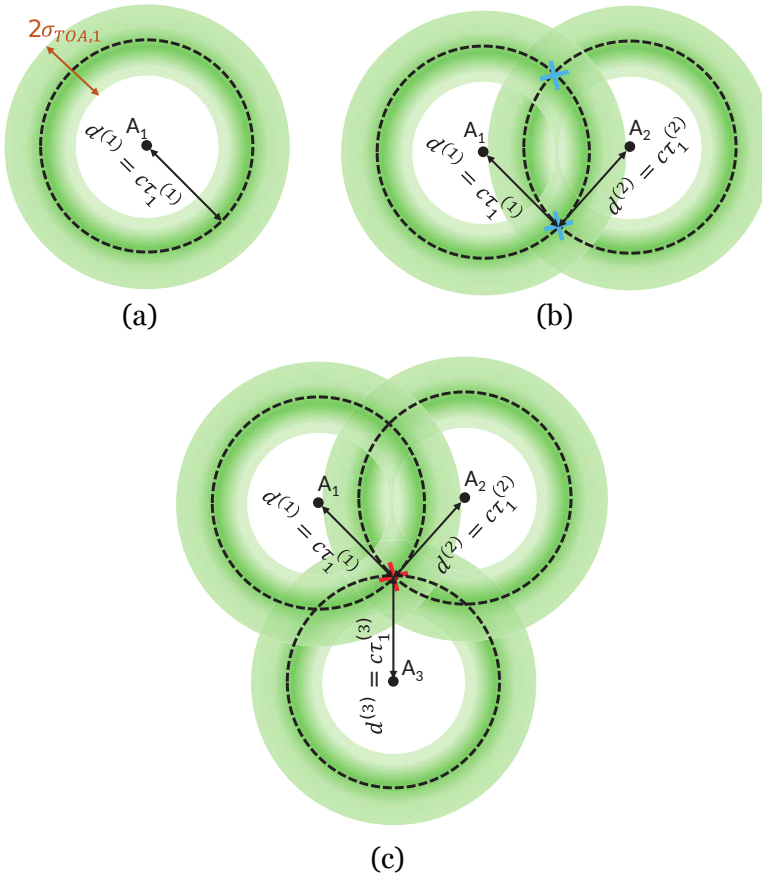 2σ_{TOA,1}
A₁
d⁽¹⁾ = cτ₁⁽¹⁾
(a)
A₁
A₂
d⁽¹⁾ = cτ₁⁽¹⁾
d⁽²⁾ = cτ₁⁽²⁾
(b)
A₁
A₂
d⁽¹⁾ = cτ₁⁽¹⁾
d⁽²⁾ = cτ₁⁽²⁾
d⁽³⁾ = cτ₁⁽³⁾
A₃
(c)